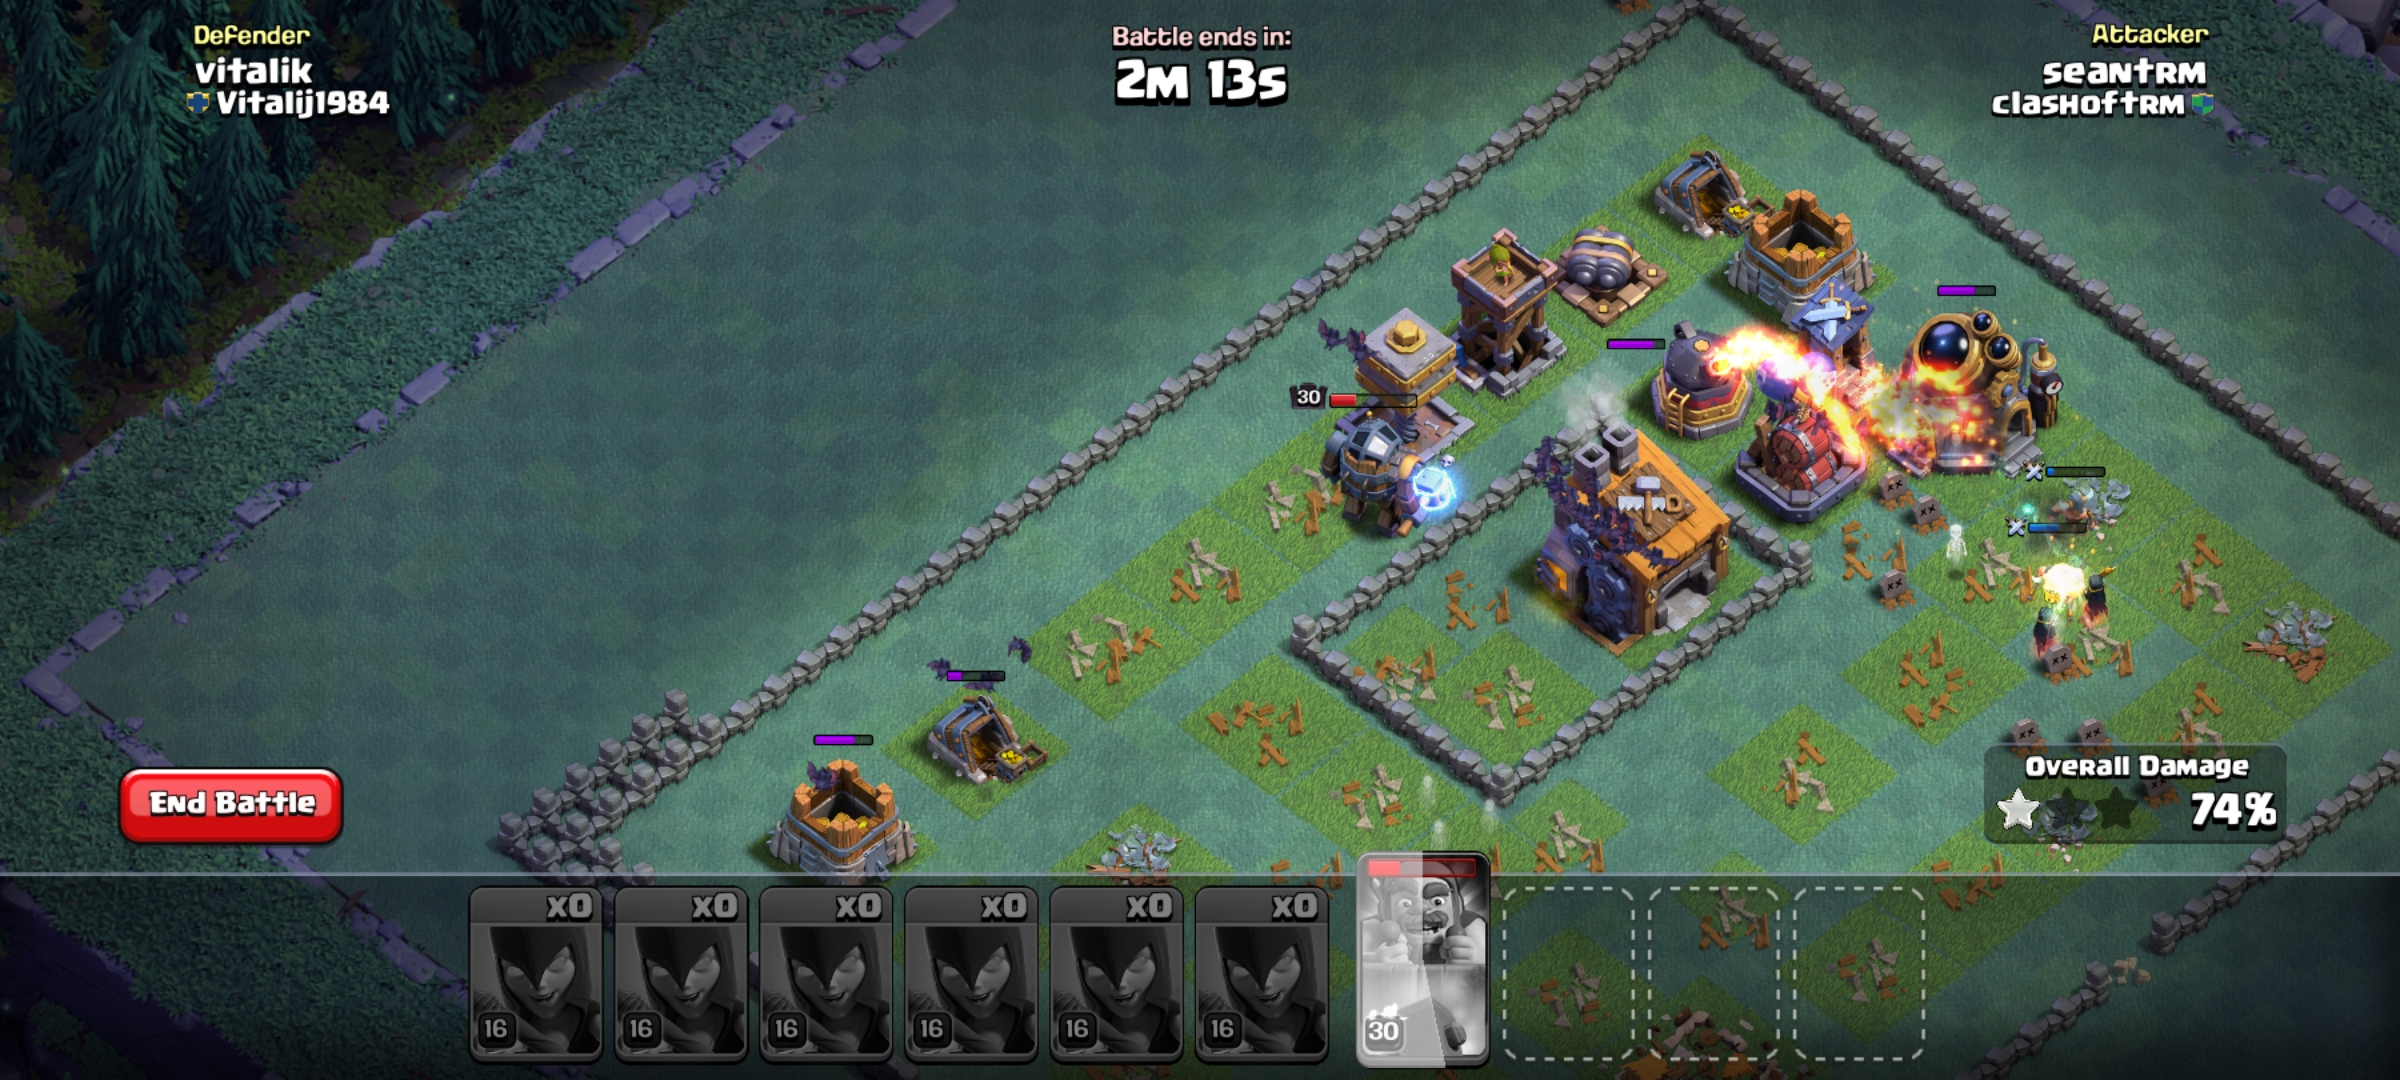 Defender
vitalik
Vitalij1984
Battle ends in:
2M 13s
Attacker
seantrm
clashoftrm
30
End Battle
Overall Damage
74%
x0
x0
x0
x0
x0
x0
16
16
16
16
16
16
30